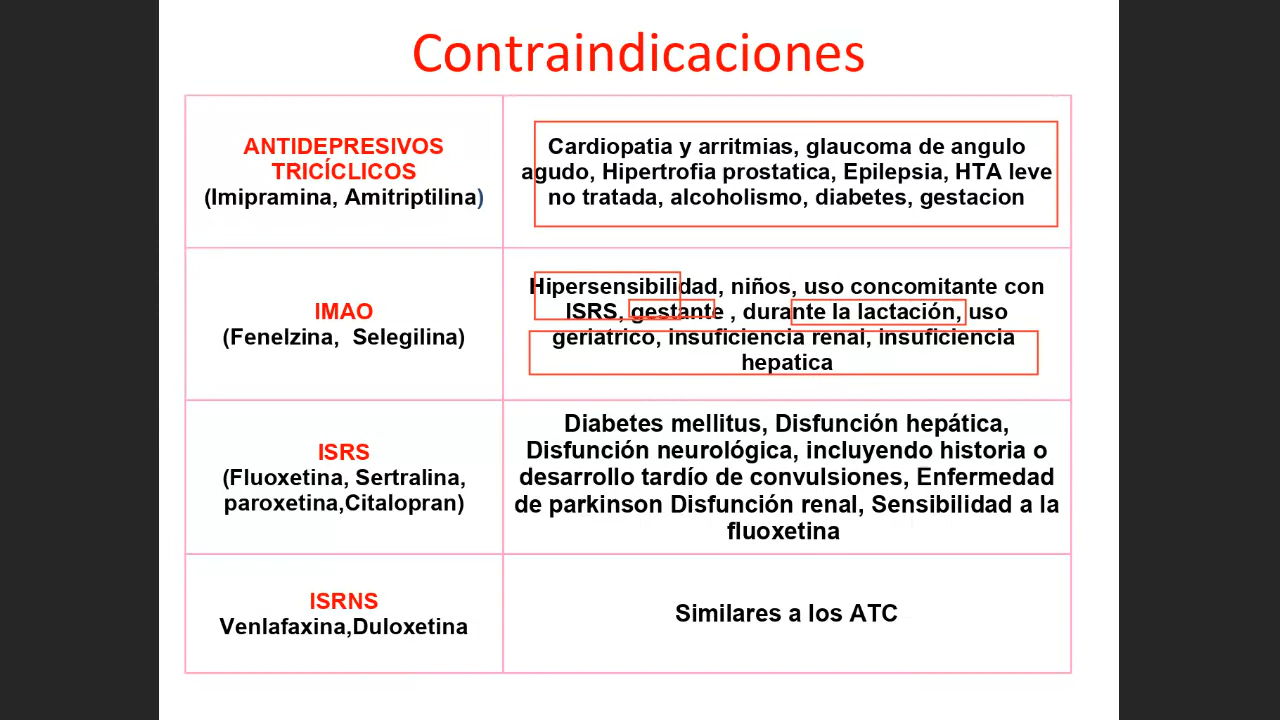 Contraindicaciones
ANTIDEPRESIVOS
TRICÍCLICOS
(Imipramina, Amitriptilina)
Cardiopatia y arritmias, glaucoma de angulo
agudo, Hipertrofia prostatica, Epilepsia, HTA leve
no tratada, alcoholismo, diabetes, gestacion
IMAO
(Fenelzina, Selegilina)
Hipersensibilidad, niños, uso concomitante con
ISRS, gestante , durante la lactación, uso
geriatrico, insuficiencia renal, insuficiencia
hepatica
ISRS
(Fluoxetina, Sertralina,
paroxetina,Citalopran)
Diabetes mellitus, Disfunción hepática,
Disfunción neurológica, incluyendo historia o
desarrollo tardío de convulsiones, Enfermedad
de parkinson Disfunción renal, Sensibilidad a la
fluoxetina
ISRNS
Venlafaxina,Duloxetina
Similares a los ATC